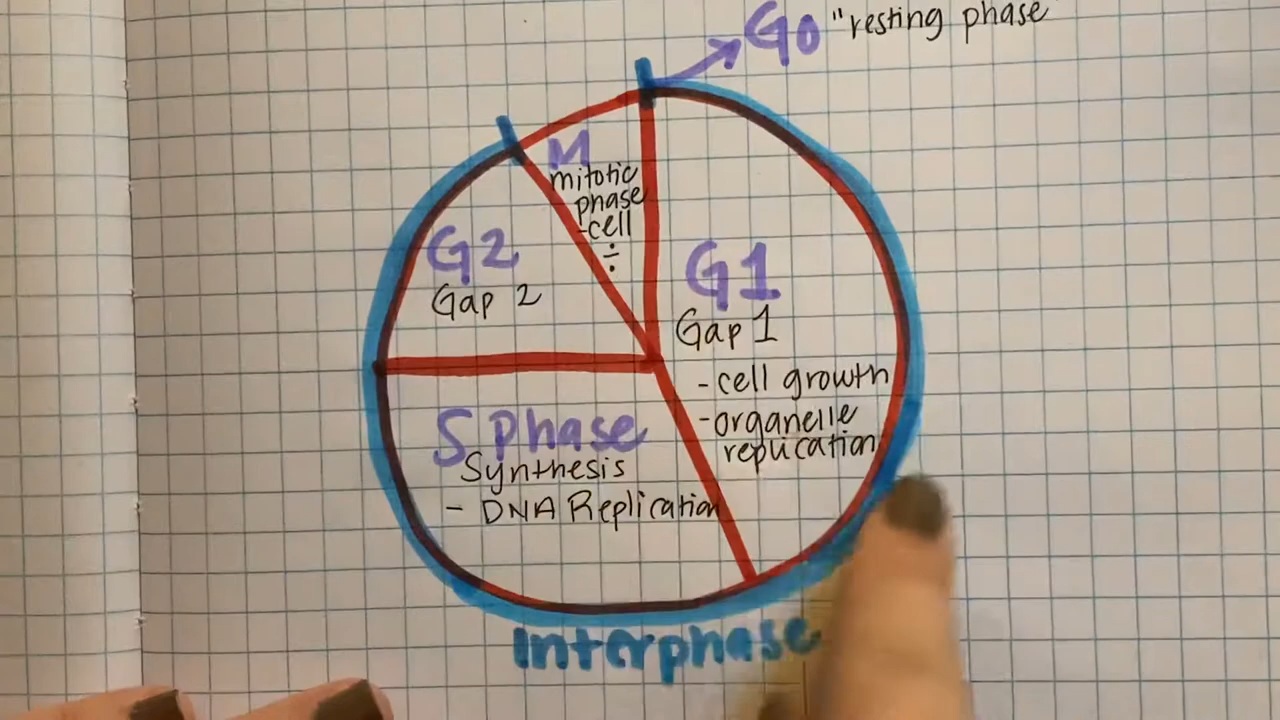 G0 "resting phase"
M
mitotic
phase
-cell
÷
G2
Gap 2
G1
Gap 1
- cell growth
- organelle
replication
S Phase
Synthesis
- DNA Replication
Interphase